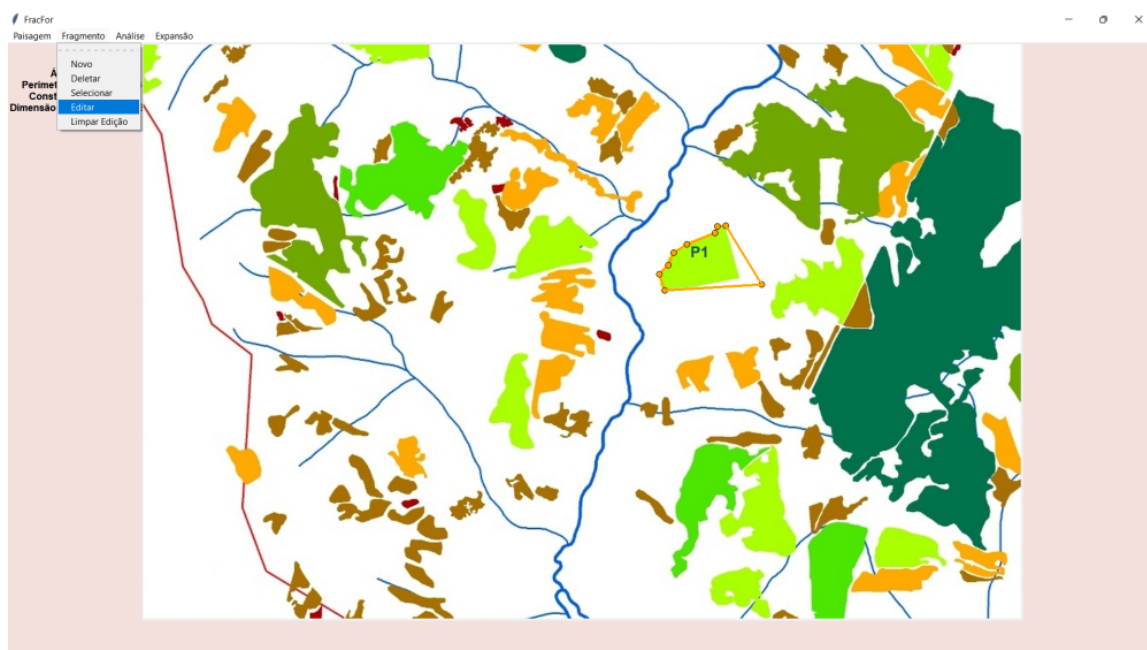 FracFor
Paisagem Fragmento Análise Expansão
Novo
Deletar
Selecionar
Editar
Limpar Edição
Á
Perimet
Const
Dimensão
P1